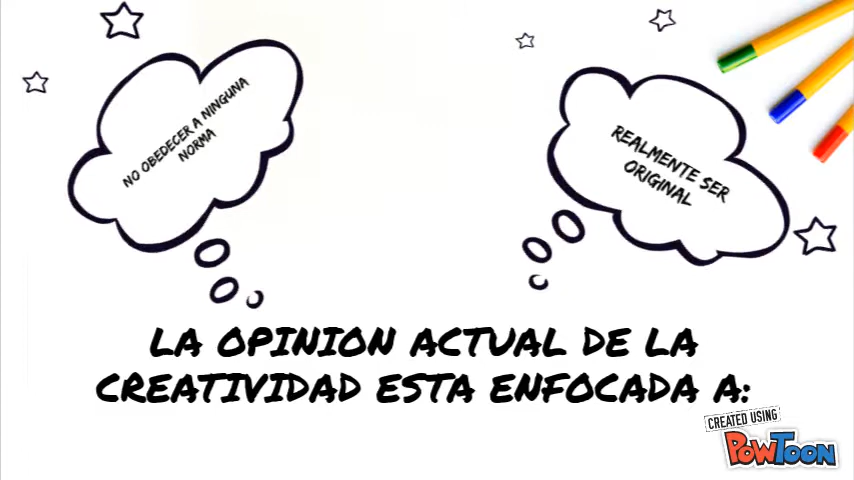 NO OBEDECER A NINGUNA
NORMA
REALMENTE SER
ORIGINAL
LA OPINION ACTUAL DE LA
CREATIVIDAD ESTA ENFOCADA A:
CREATED USING
POWTOON